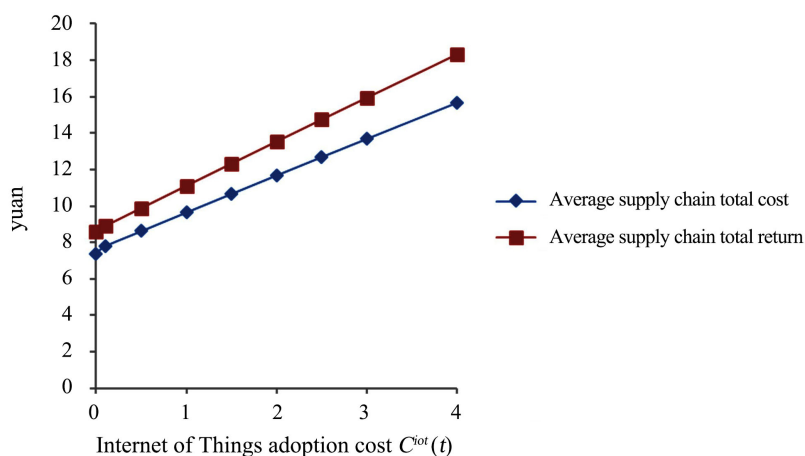 20
18
16
14
12
10
8
6
4
2
0
yuan
0 1 2 3 4
Internet of Things adoption cost C^{iot}(t)
Average supply chain total cost
Average supply chain total return